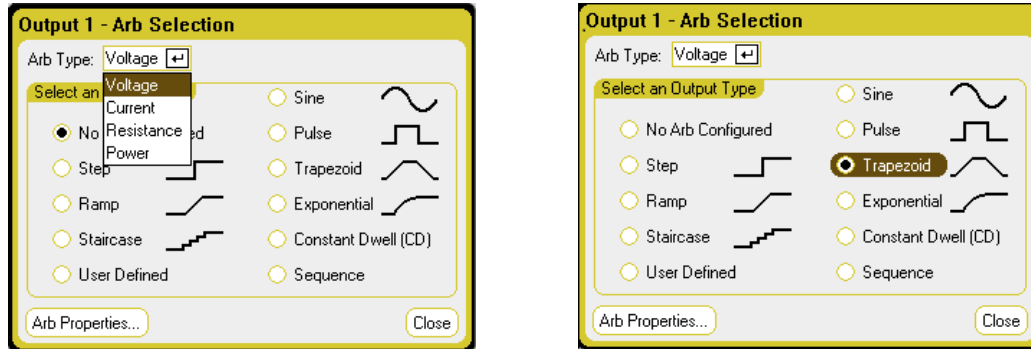 Output 1 - Arb Selection
Arb Type: Voltage
Voltage
Current
Resistance
Power
Select an
No
ed
Step
Ramp
Staircase
User Defined
Sine
Pulse
Trapezoid
Exponential
Constant Dwell (CD)
Sequence
Arb Properties...
Close
Output 1 - Arb Selection
Arb Type: Voltage
Select an Output Type
No Arb Configured
Step
Ramp
Staircase
User Defined
Sine
Pulse
Trapezoid
Exponential
Constant Dwell (CD)
Sequence
Arb Properties...
Close